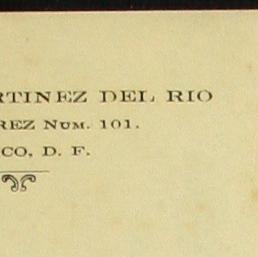 RTINEZ DEL RIO
REZ NUM. 101.
CO, D. F.